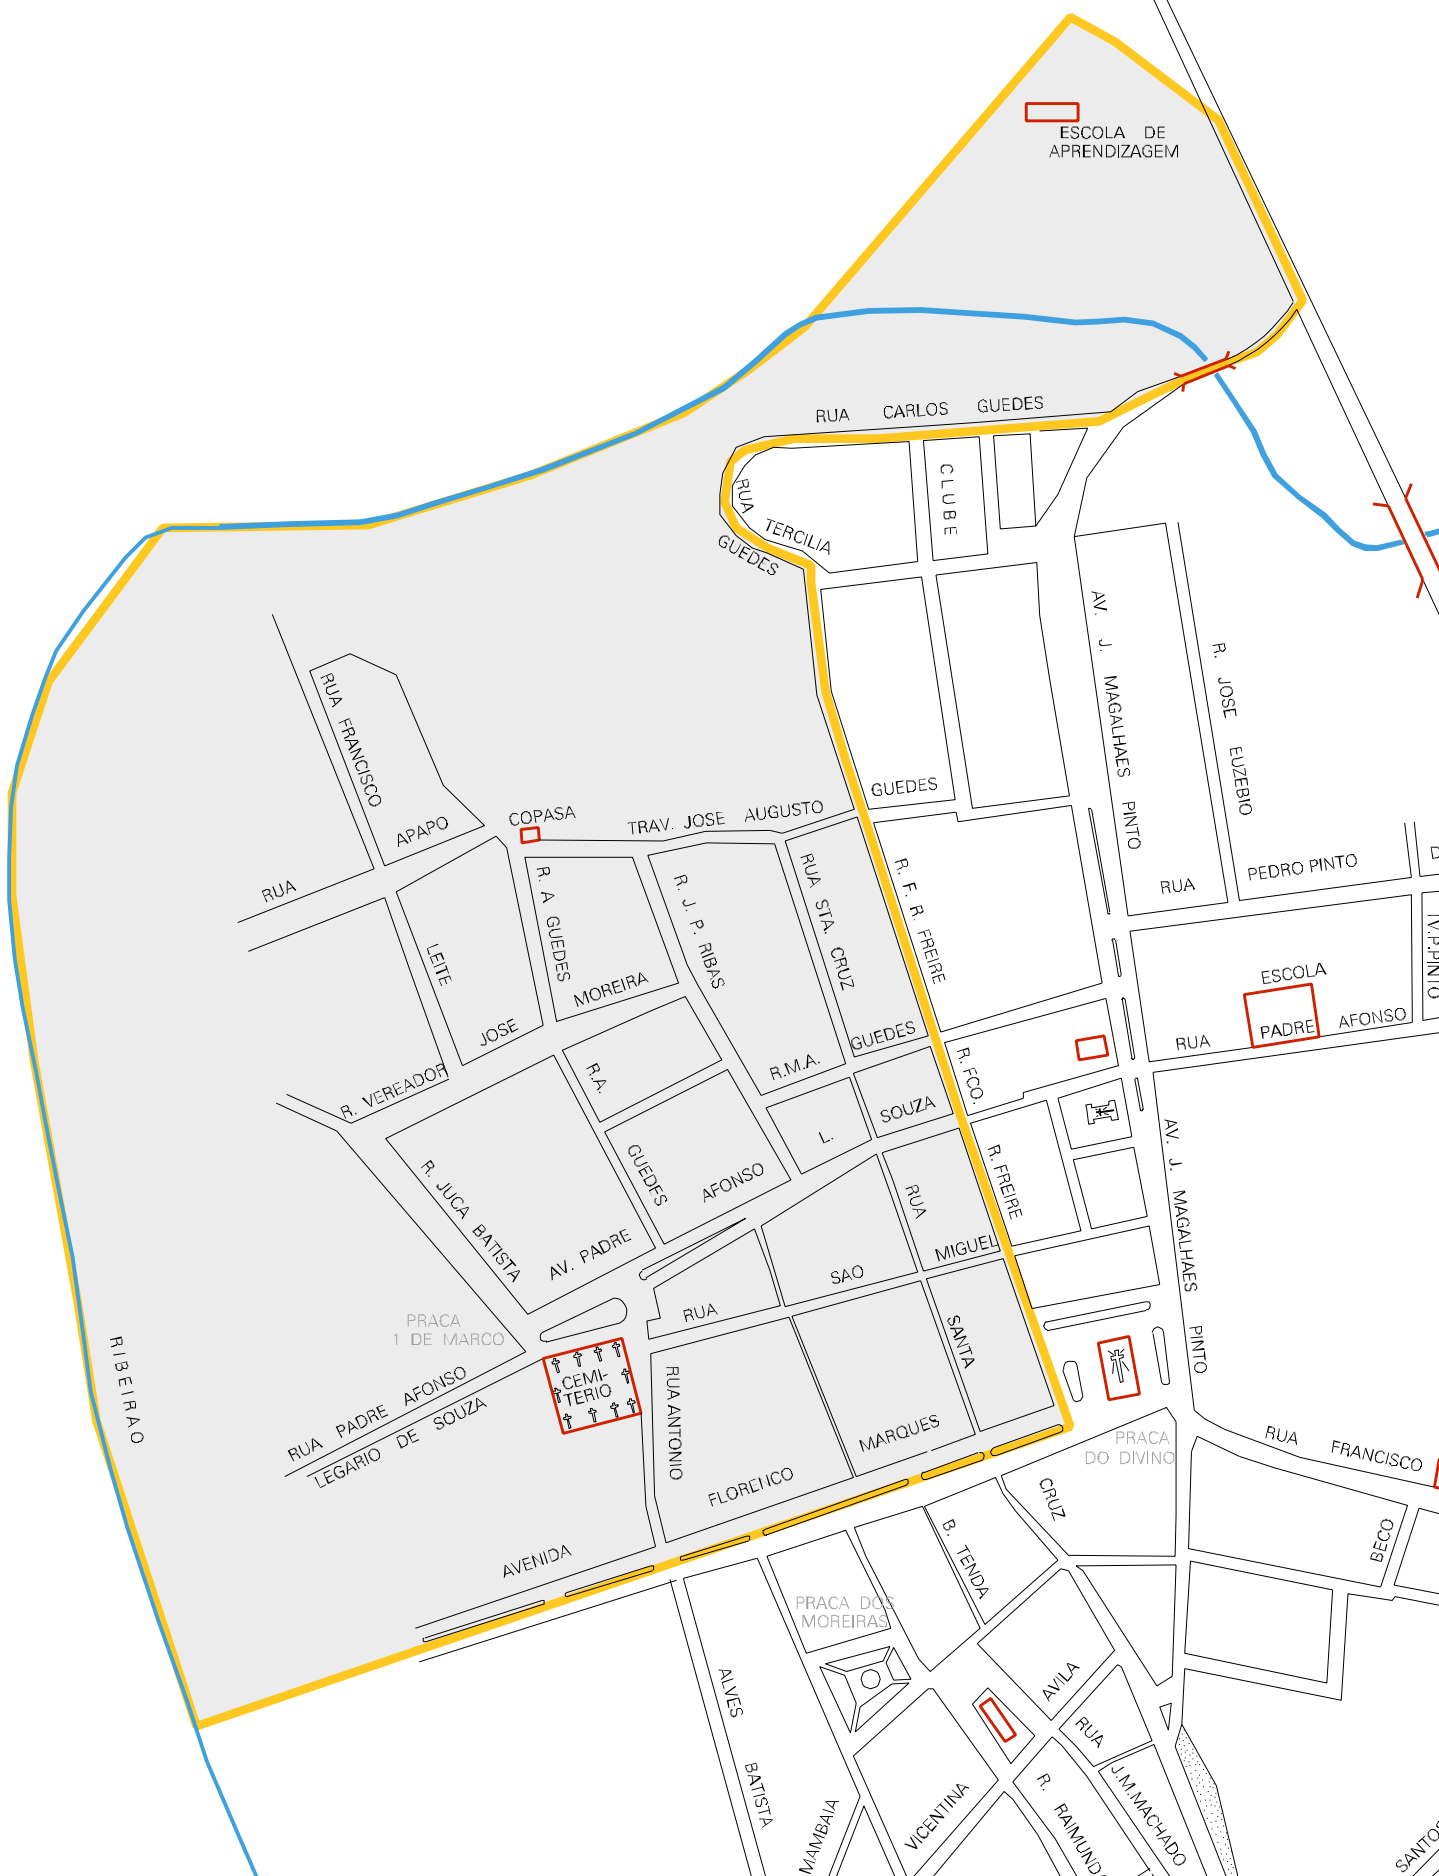 ESCOLA DE
APRENDIZAGEM
RUA CARLOS GUEDES
CLUBE
RUA
TERCILIA
GUEDES
AV. J. MAGALHAES PINTO
R. JOSE EUZEBIO
RUA FRANCISCO
GUEDES
COPASA
TRAV. JOSE AUGUSTO
APAPO
RUA
R. A GUEDES
R. J. P. RIBAS
RUA STA. CRUZ
R. F. R. FREIRE
RUA
PEDRO PINTO
D
TV.P.PINTO
LEITE
MOREIRA
JOSE
R. VEREADOR
ESCOLA
PADRE
AFONSO
RUA
GUEDES
R.M.A.
R.A.
R. FCO.
R. FREIRE
SOUZA
L.
GUEDES
AFONSO
AV. PADRE
R. JUCA BATISTA
RUA
MIGUEL
SAO
RUA
AV. J. MAGALHAES PINTO
PRACA
1 DE MARCO
RIBEIRAO
SANTA
CEMI-
TERIO
RUA ANTONIO
RUA PADRE AFONSO
LEGARIO DE SOUZA
MARQUES
FLORENCO
AVENIDA
PRACA
DO DIVINO
RUA FRANCISCO
CRUZ
B. TENDA
BECO
PRACA DOS
MOREIRAS
AVILA
RUA
ALVES
BATISTA
MAMBAIA
VICENTINA
R. RAIMUNDA
J.M.MACHADO
SANTOS